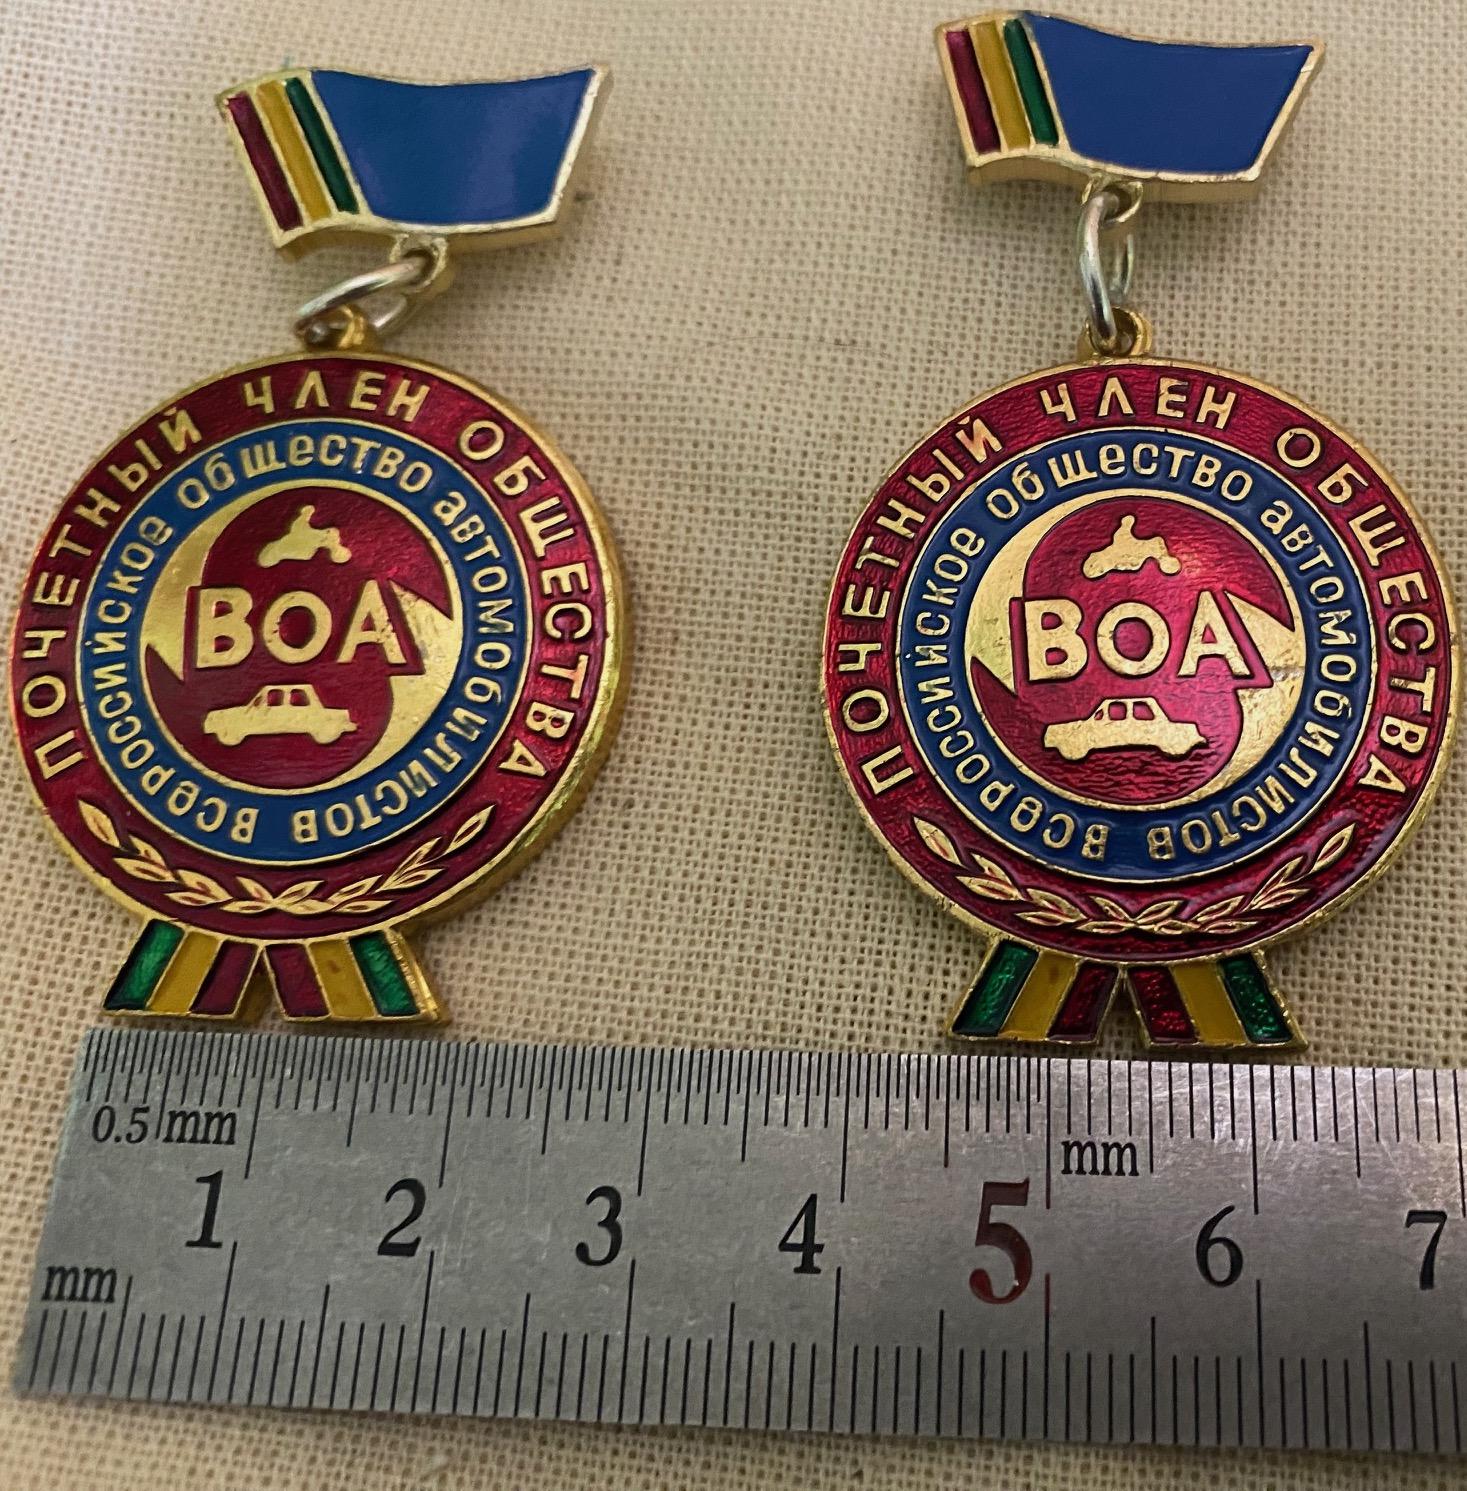 ПОЧЕТНЫЙ ЧЛЕН ОБЩЕСТВА
Всероссийское общество автомобилистов
ВОА
ПОЧЕТНЫЙ ЧЛЕН ОБЩЕСТВА
Всероссийское общество автомобилистов
ВОА
0.5 mm
mm
1 2 3 4 5 6 7
mm